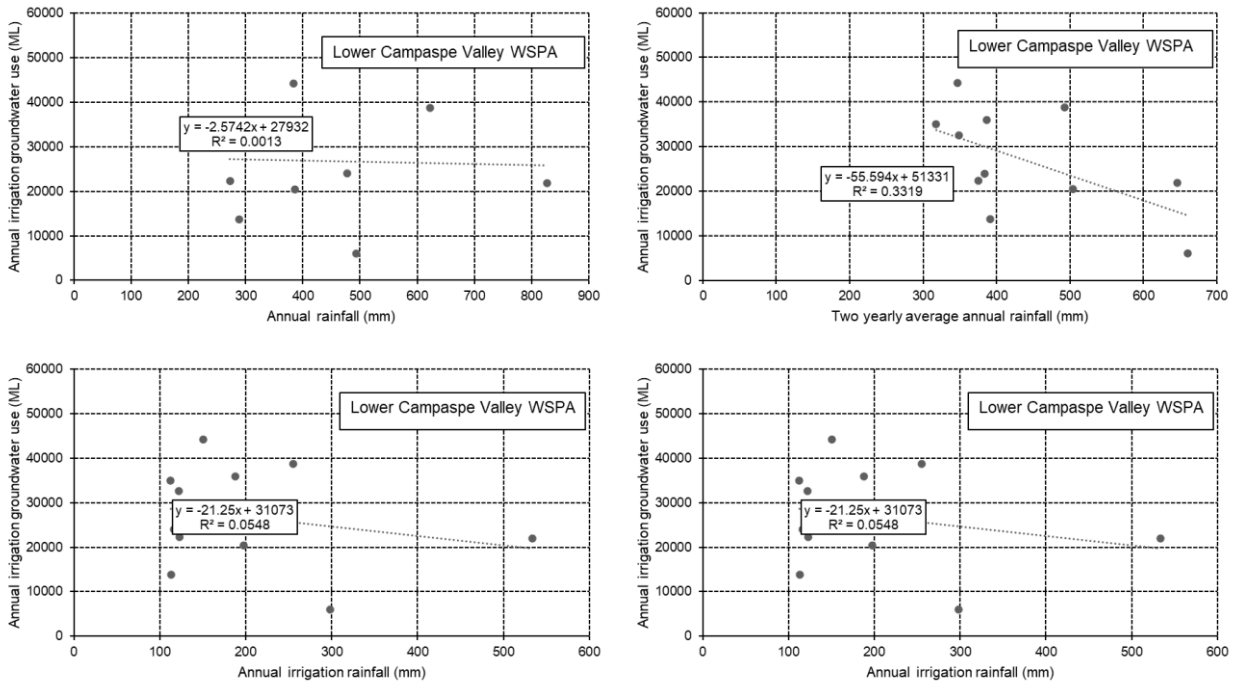 Annual irrigation groundwater use (ML)
60000
50000
40000
30000
20000
10000
0
Lower Campaspe Valley WSPA
y = -2.5742x + 27932
R² = 0.0013
0 100 200 300 400 500 600 700 800 900
Annual rainfall (mm)
Annual irrigation groundwater use (ML)
60000
50000
40000
30000
20000
10000
0
Lower Campaspe Valley WSPA
y = -55.594x + 51331
R² = 0.3319
0 100 200 300 400 500 600 700
Two yearly average annual rainfall (mm)
Annual irrigation groundwater use (ML)
60000
50000
40000
30000
20000
10000
0
Lower Campaspe Valley WSPA
y = -21.25x + 31073
R² = 0.0548
0 100 200 300 400 500 600
Annual irrigation rainfall (mm)
Annual irrigation groundwater use (ML)
60000
50000
40000
30000
20000
10000
0
Lower Campaspe Valley WSPA
y = -21.25x + 31073
R² = 0.0548
0 100 200 300 400 500 600
Annual irrigation rainfall (mm)